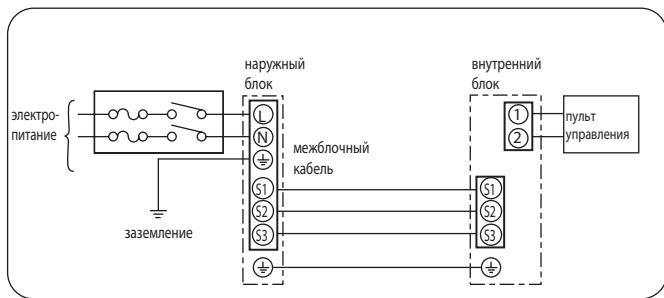 наружный
блок
внутренний
блок
электро-
питание
L
N
межблочный
кабель
S1
S2
S3
заземление
1
2
пульт
управления
S1
S2
S3